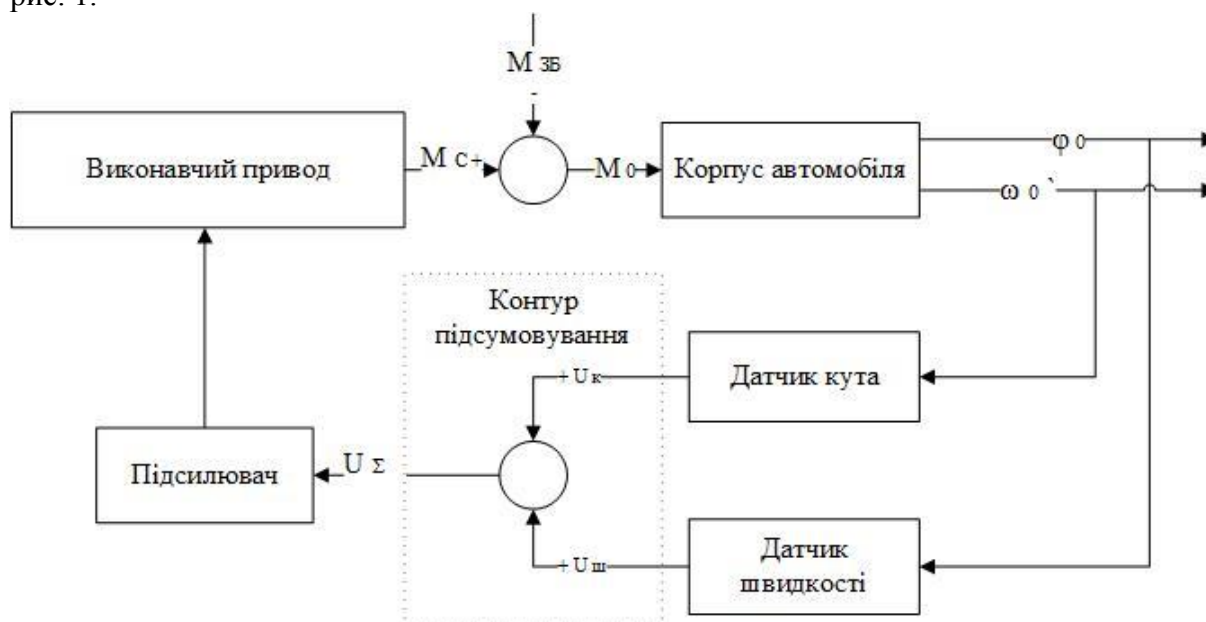 рис. 1.
М ЗБ
-
Виконавчий привод
М С+
М 0
Корпус автомобіля
φ 0
ω 0 `
Контур
підсумовування
+ U к
Датчик кута
Підсилювач
U Σ
+ U ш
Датчик
швидкості